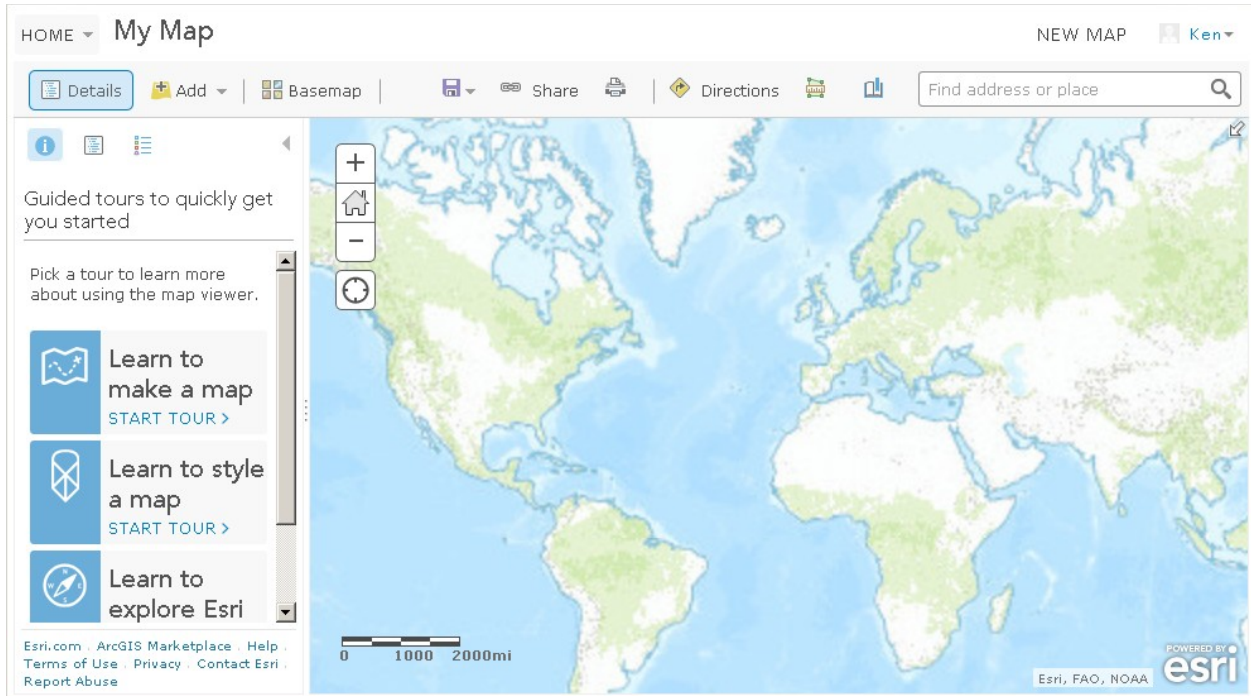 HOME My Map NEW MAP Ken
Details Add Basemap Share Directions Find address or place
Guided tours to quickly get
you started
Pick a tour to learn more
about using the map viewer.
Learn to
make a map
START TOUR >
Learn to style
a map
START TOUR >
Learn to
explore Esri
Esri.com . ArcGIS Marketplace . Help .
Terms of Use . Privacy . Contact Esri .
Report Abuse
0 1000 2000mi
Esri, FAO, NOAA
POWERED BY
esri